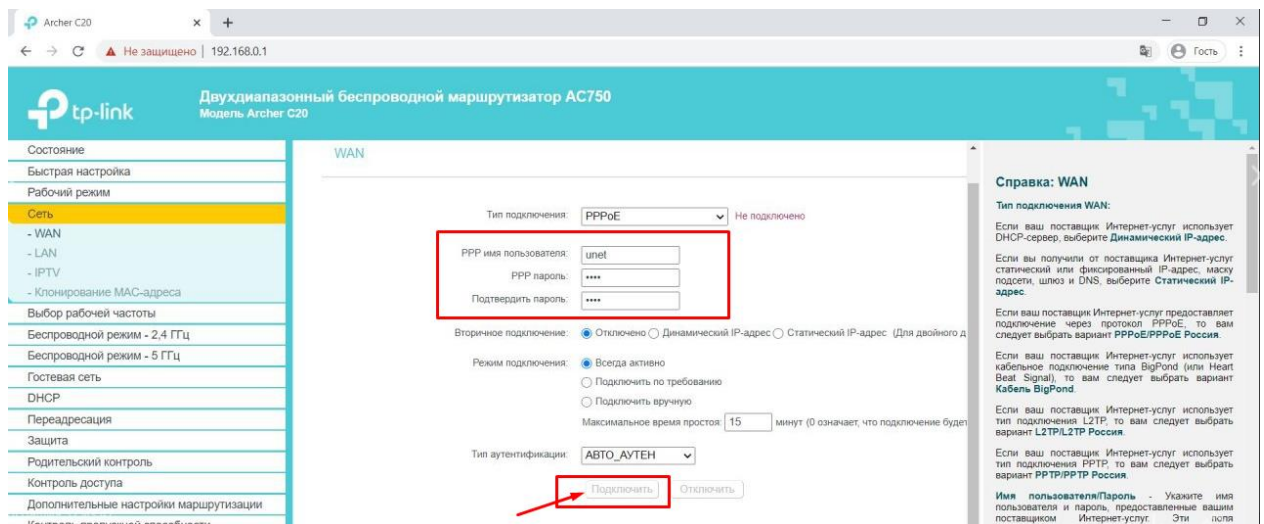 Archer C20
Не защищено | 192.168.0.1
Гость
tp-link
Двухдиапазонный беспроводной маршрутизатор AC750
Модель Archer C20
Состояние
Быстрая настройка
Рабочий режим
Сеть
- WAN
- LAN
- IPTV
- Клонирование MAC-адреса
Выбор рабочей частоты
Беспроводной режим - 2,4 ГГц
Беспроводной режим - 5 ГГц
Гостевая сеть
DHCP
Переадресация
Защита
Родительский контроль
Контроль доступа
Дополнительные настройки маршрутизации
Контроль пропускной способности
WAN
Тип подключения: PPPoE Не подключено
PPP имя пользователя: unet
PPP пароль: ••••
Подтвердить пароль: ••••
Вторичное подключение: Отключено Динамический IP-адрес Статический IP-адрес (Для двойного д
Режим подключения: Всегда активно
Подключить по требованию
Подключить вручную
Максимальное время простоя: 15 минут (0 означает, что подключение будет
Тип аутентификации: АВТО_АУТЕН
Подключить Отключить
Справка: WAN
Тип подключения WAN:
Если ваш поставщик Интернет-услуг использует
DHCP-сервер, выберите Динамический IP-адрес.
Если вы получили от поставщика Интернет-услуг
статический или фиксированный IP-адрес, маску
подсети, шлюз и DNS, выберите Статический IP-
адрес.
Если ваш поставщик Интернет-услуг предоставляет
подключение через протокол PPPoE, то вам
следует выбрать вариант PPPoE/PPPoE Россия.
Если ваш поставщик Интернет-услуг использует
кабельное подключение типа BigPond (или Heart
Beat Signal), то вам следует выбрать вариант
Кабель BigPond.
Если ваш поставщик Интернет-услуг использует
тип подключения L2TP, то вам следует выбрать
вариант L2TP/L2TP Россия.
Если ваш поставщик Интернет-услуг использует
тип подключения PPTP, то вам следует выбрать
вариант PPTP/PPTP Россия.
Имя пользователя/Пароль - Укажите имя
пользователя и пароль, предоставленные вашим
поставщиком Интернет-услуг. Эти поля